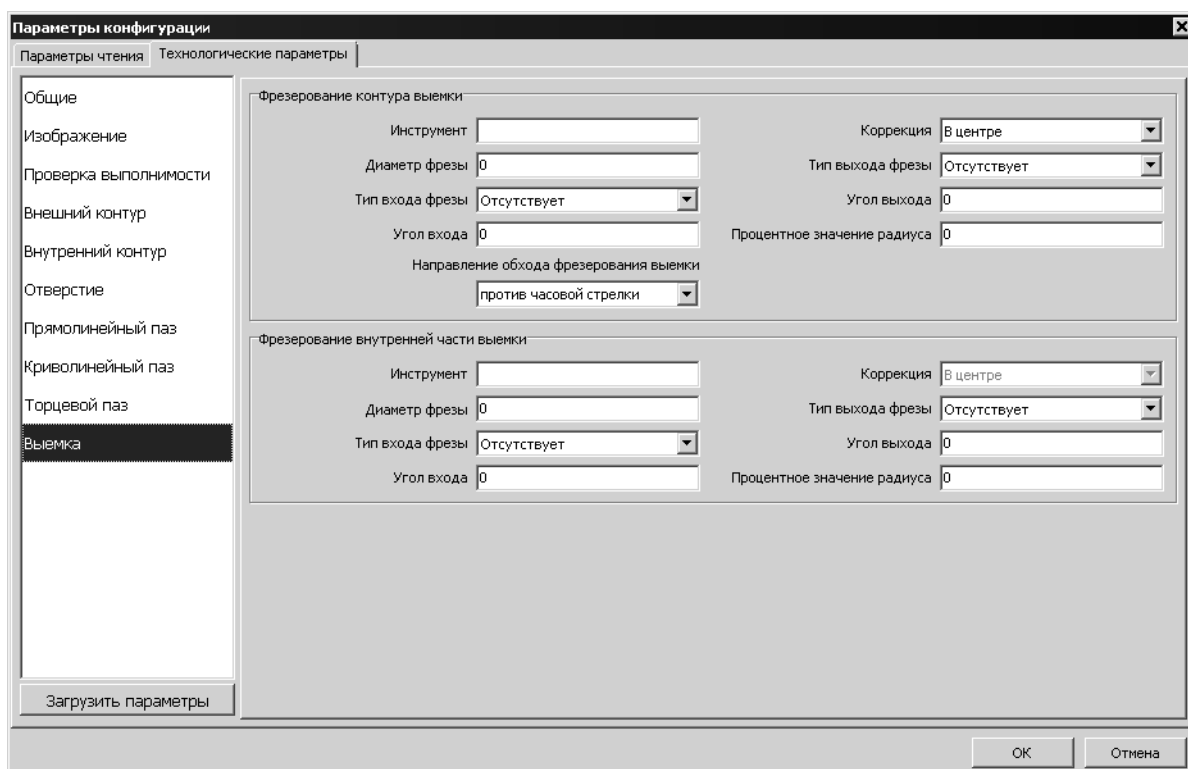 Параметры конфигурации
Параметры чтения Технологические параметры
Общие
Изображение
Проверка выполнимости
Внешний контур
Внутренний контур
Отверстие
Прямолинейный паз
Криволинейный паз
Торцевой паз
Выемка
Загрузить параметры
Фрезерование контура выемки
Инструмент Коррекция В центре
Диаметр фрезы 0 Тип выхода фрезы Отсутствует
Тип входа фрезы Отсутствует Угол выхода 0
Угол входа 0 Процентное значение радиуса 0
Направление обхода фрезерования выемки
против часовой стрелки
Фрезерование внутренней части выемки
Инструмент Коррекция В центре
Диаметр фрезы 0 Тип выхода фрезы Отсутствует
Тип входа фрезы Отсутствует Угол выхода 0
Угол входа 0 Процентное значение радиуса 0
ОК Отмена